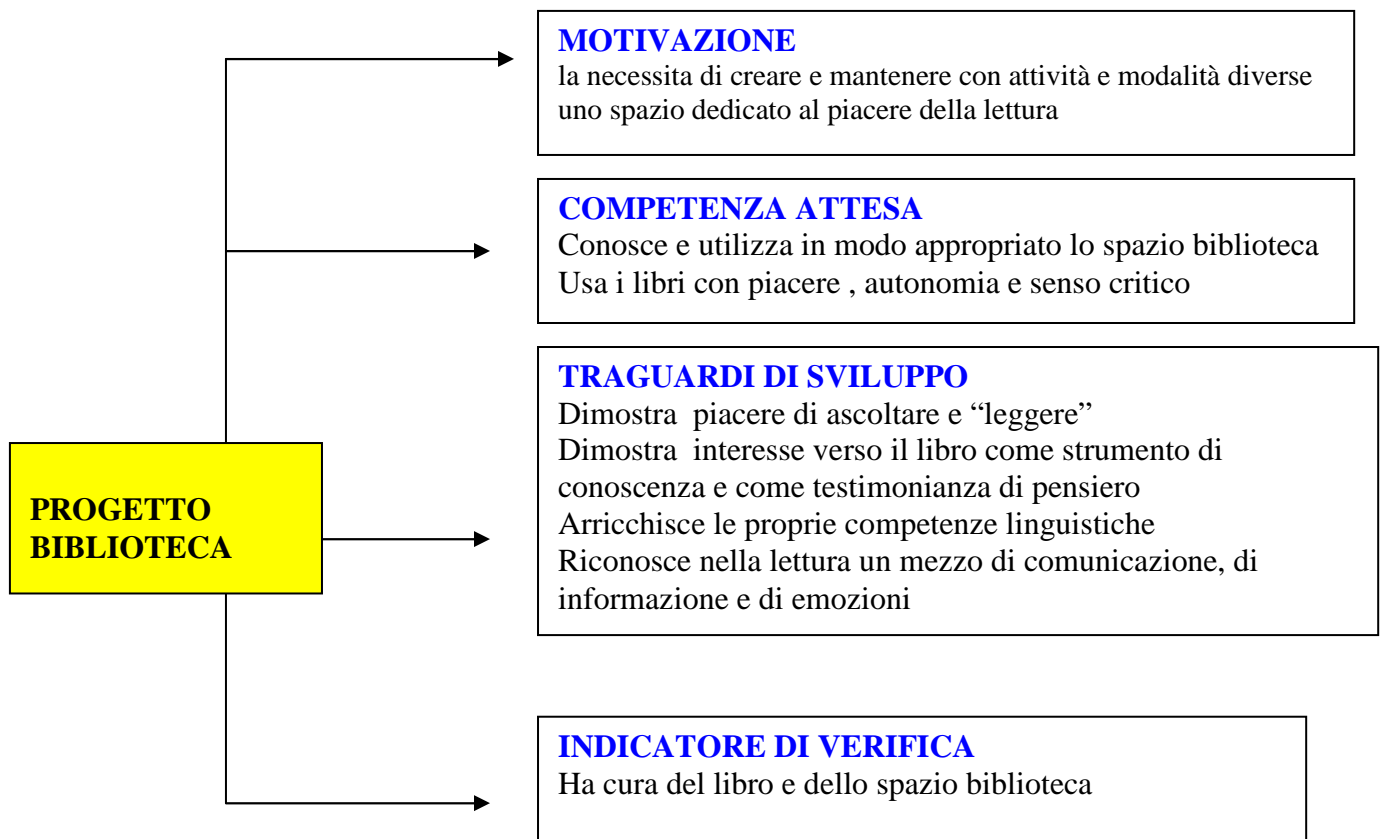 MOTIVAZIONE
la necessita di creare e mantenere con attività e modalità diverse
uno spazio dedicato al piacere della lettura
COMPETENZA ATTESA
Conosce e utilizza in modo appropriato lo spazio biblioteca
Usa i libri con piacere , autonomia e senso critico
TRAGUARDI DI SVILUPPO
Dimostra  piacere di ascoltare e “leggere”
Dimostra  interesse verso il libro come strumento di
conoscenza e come testimonianza di pensiero
Arricchisce le proprie competenze linguistiche
Riconosce nella lettura un mezzo di comunicazione, di
informazione e di emozioni
PROGETTO
BIBLIOTECA
INDICATORE DI VERIFICA
Ha cura del libro e dello spazio biblioteca